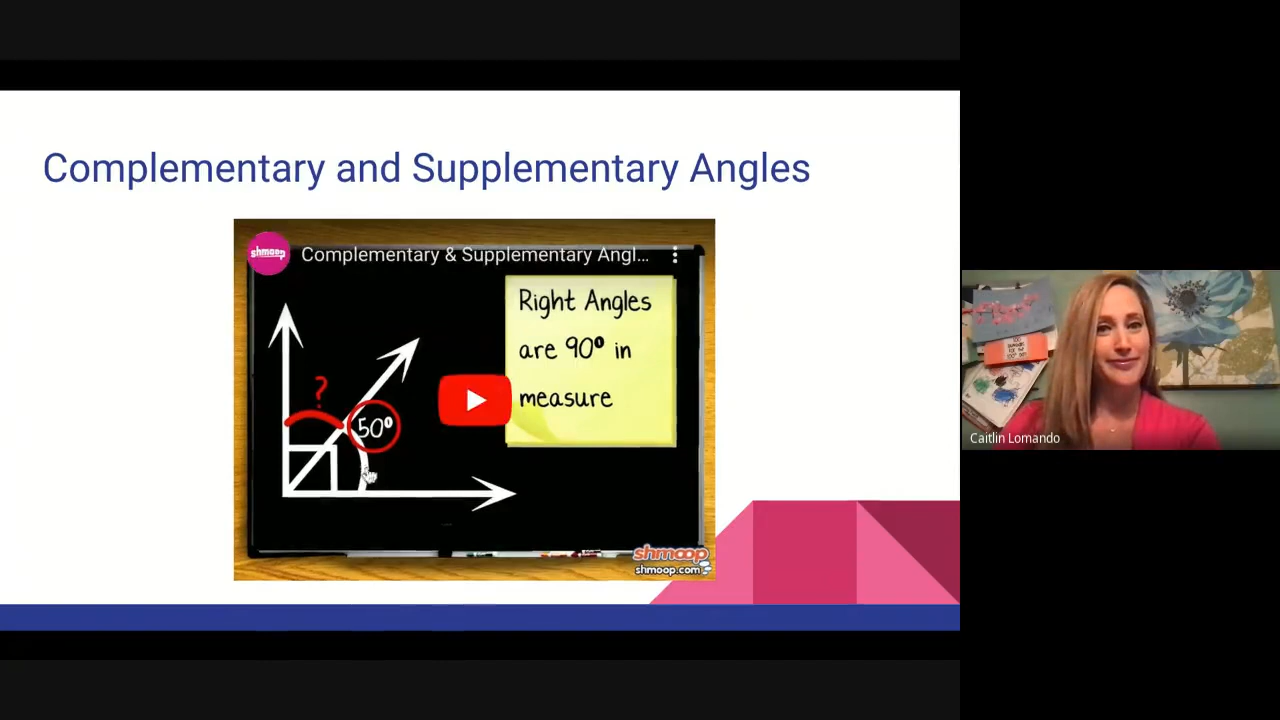 Complementary and Supplementary Angles
shmoop
Complementary & Supplementary Angl...
Right Angles
are 90° in
measure
?
50°
shmoop
shmoop.com
Caitlin Lomando